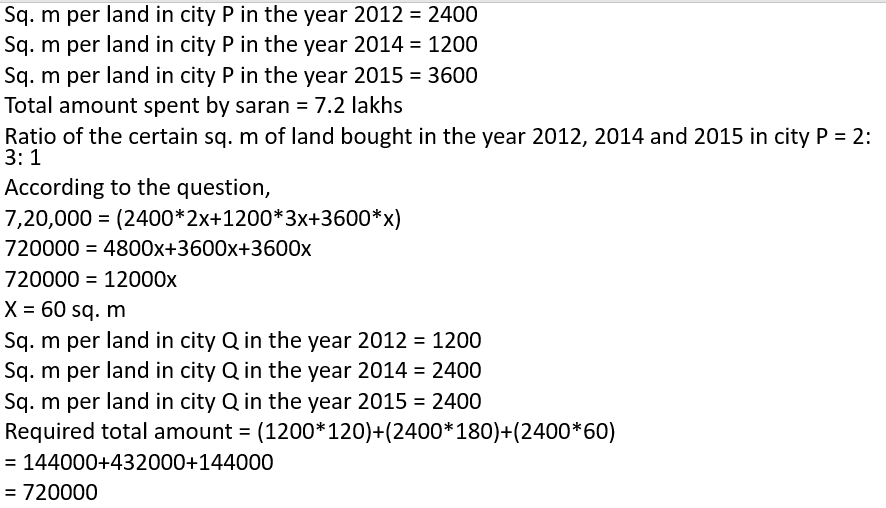 Sq. m per land in city P in the year 2012 = 2400
Sq. m per land in city P in the year 2014 = 1200
Sq. m per land in city P in the year 2015 = 3600
Total amount spent by saran = 7.2 lakhs
Ratio of the certain sq. m of land bought in the year 2012, 2014 and 2015 in city P = 2:
3: 1
According to the question,
7,20,000 = (2400*2x+1200*3x+3600*x)
720000 = 4800x+3600x+3600x
720000 = 12000x
X = 60 sq. m
Sq. m per land in city Q in the year 2012 = 1200
Sq. m per land in city Q in the year 2014 = 2400
Sq. m per land in city Q in the year 2015 = 2400
Required total amount = (1200*120)+(2400*180)+(2400*60)
= 144000+432000+144000
= 720000